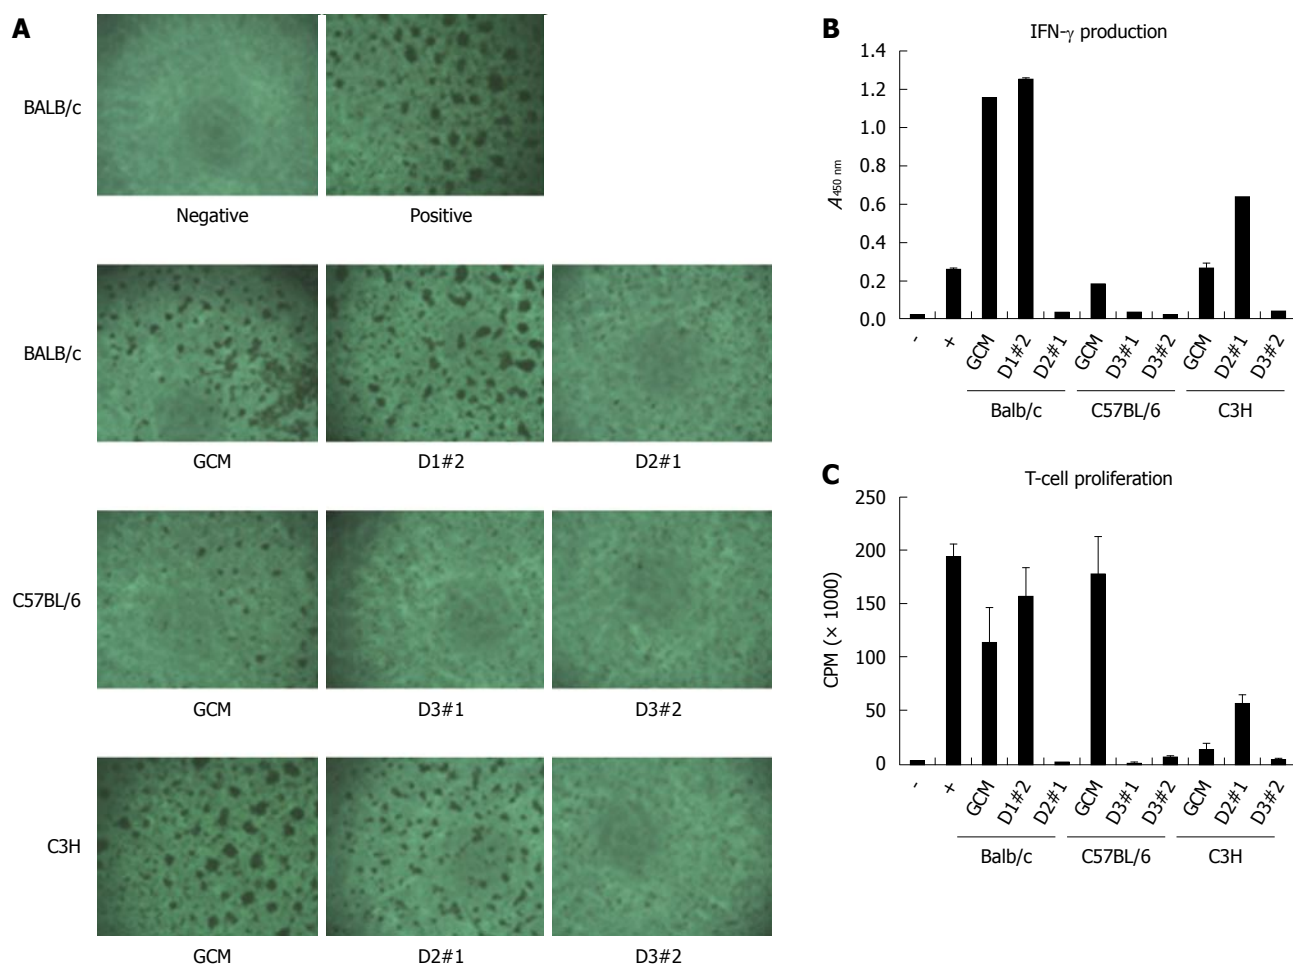 A
BALB/c
Negative Positive
BALB/c
GCM D1#2 D2#1
C57BL/6
GCM D3#1 D3#2
C3H
GCM D2#1 D3#2
B
IFN-γ production
1.4
1.2
1.0
0.8
0.6
0.4
0.2
0.0
A450 nm
- + GCM D1#2 D2#1 GCM D3#1 D3#2 GCM D2#1 D3#2
Balb/c C57BL/6 C3H
C
T-cell proliferation
250
200
150
100
50
0
CPM (× 1000)
- + GCM D1#2 D2#1 GCM D3#1 D3#2 GCM D2#1 D3#2
Balb/c C57BL/6 C3H